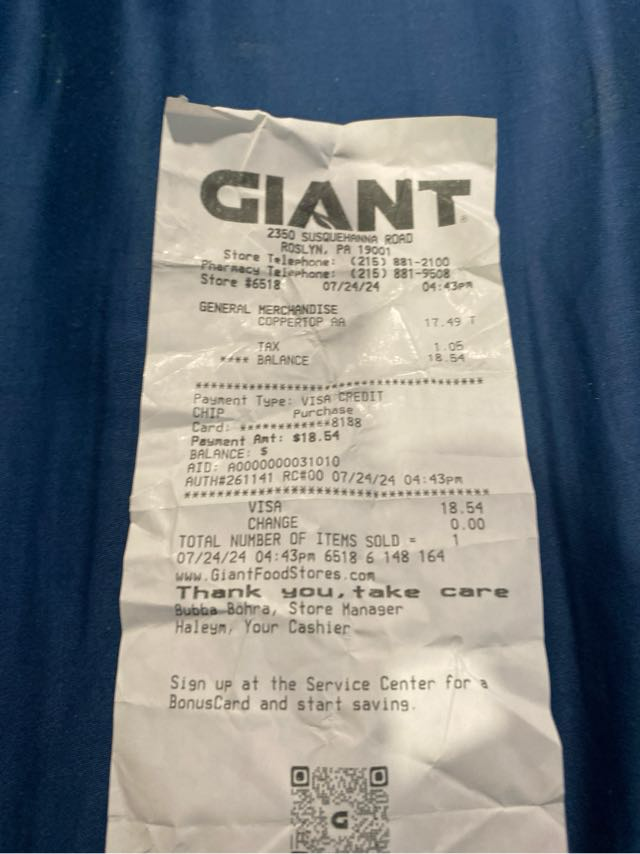 GIANT
2350 SUSQUEHANNA ROAD
ROSLYN, PA 19001
Store Telephone: (215) 881-2100
Pharmacy Telephone: (215) 881-9508
Store #6518 07/24/24 04:43pm
GENERAL MERCHANDISE
COPPERTOP AA 17.49 T
TAX 1.05
**** BALANCE 18.54
************************************************
Payment Type: VISA CREDIT
CHIP Purchase
Card: ************8188
Payment Amt: $18.54
BALANCE: $
AID: A0000000031010
AUTH#261141 RC#00 07/24/24 04:43pm
************************************************
VISA 18.54
CHANGE 0.00
TOTAL NUMBER OF ITEMS SOLD = 1
07/24/24 04:43pm 6518 6 148 164
www.GiantFoodStores.com
Thank you, take care
Bubba Bohra, Store Manager
Haleym, Your Cashier
Sign up at the Service Center for a
BonusCard and start saving.
G